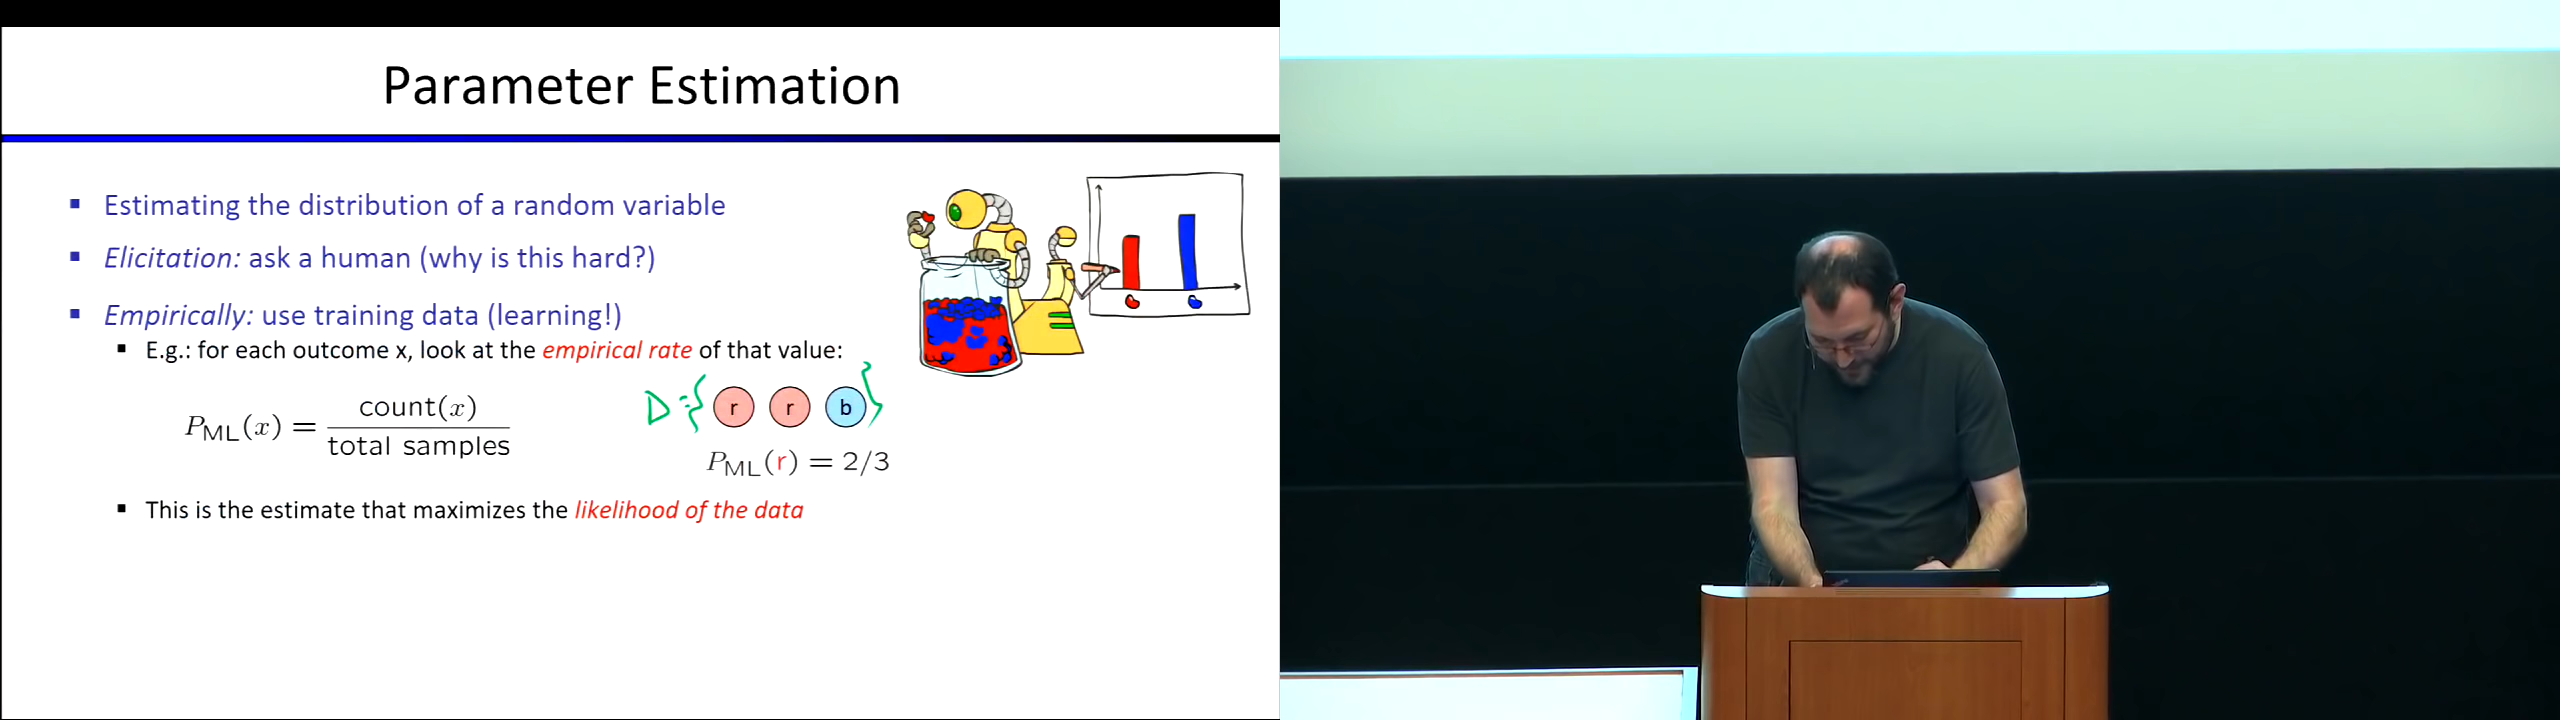 Parameter Estimation
▪ Estimating the distribution of a random variable
▪ Elicitation: ask a human (why is this hard?)
▪ Empirically: use training data (learning!)
▪ E.g.: for each outcome x, look at the empirical rate of that value:
P_ML(x) = count(x) / total samples
D = { r r b }
P_ML(r) = 2/3
▪ This is the estimate that maximizes the likelihood of the data